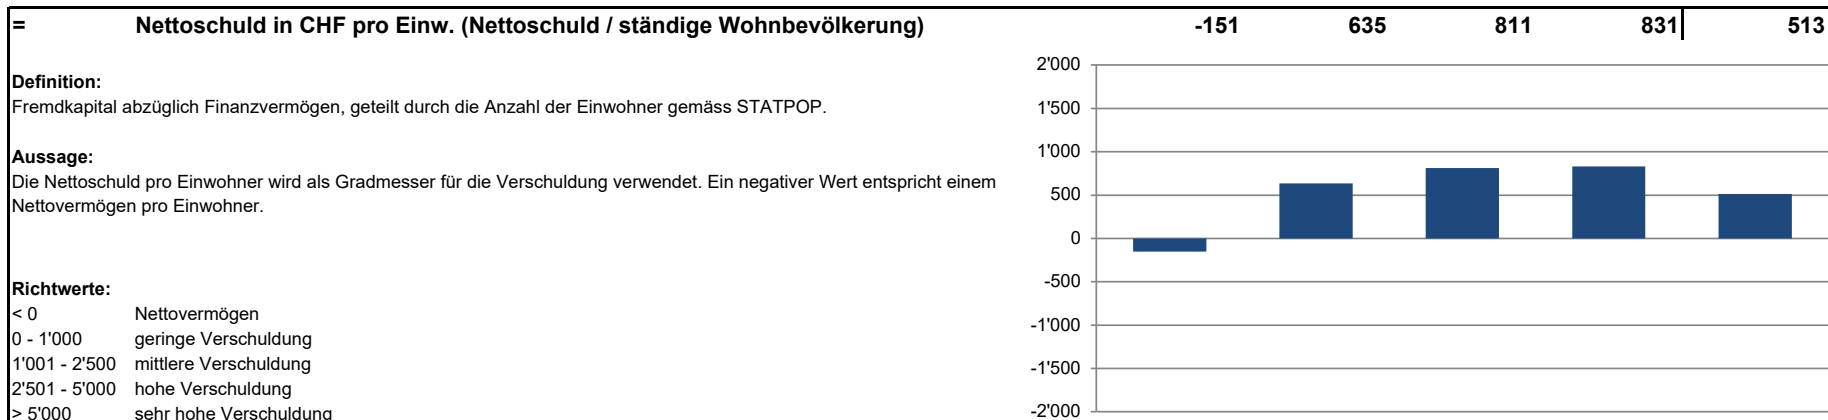 = Nettoschuld in CHF pro Einw. (Nettoschuld / ständige Wohnbevölkerung) -151 635 811 831 513
Definition:
Fremdkapital abzüglich Finanzvermögen, geteilt durch die Anzahl der Einwohner gemäss STATPOP.
Aussage:
Die Nettoschuld pro Einwohner wird als Gradmesser für die Verschuldung verwendet. Ein negativer Wert entspricht einem
Nettovermögen pro Einwohner.
Richtwerte:
< 0 Nettovermögen
0 - 1'000 geringe Verschuldung
1'001 - 2'500 mittlere Verschuldung
2'501 - 5'000 hohe Verschuldung
> 5'000 sehr hohe Verschuldung
2'000
1'500
1'000
500
0
-500
-1'000
-1'500
-2'000